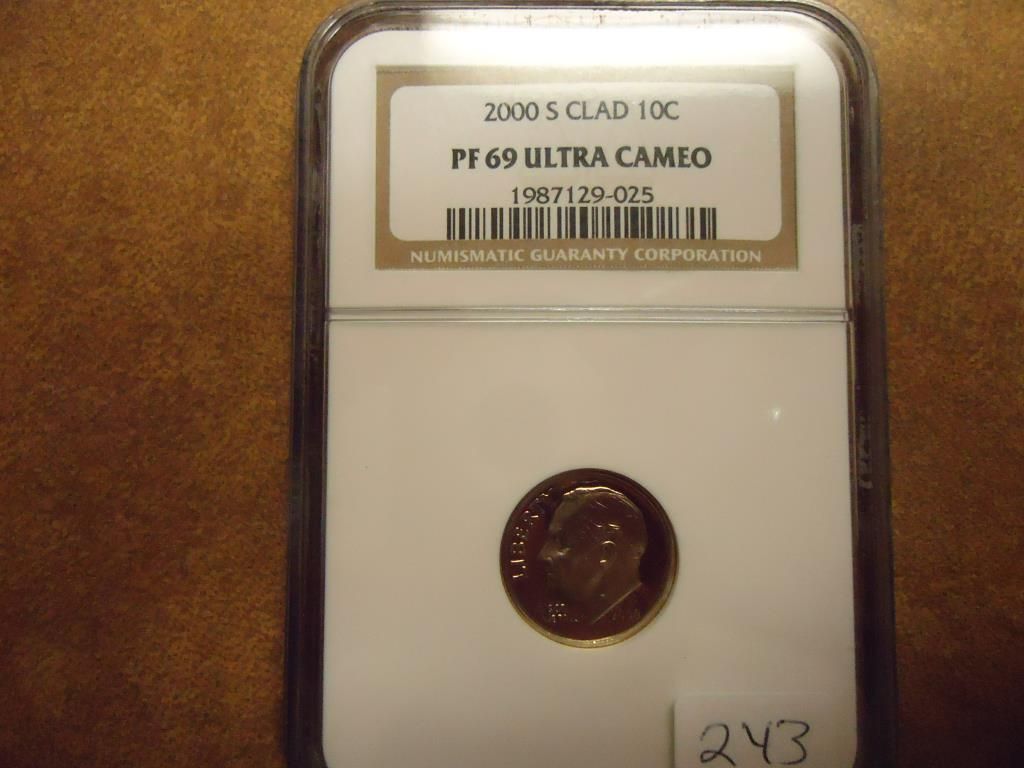 2000 S CLAD 10C
PF 69 ULTRA CAMEO
1987129-025
NUMISMATIC GUARANTY CORPORATION
LIBERTY
243